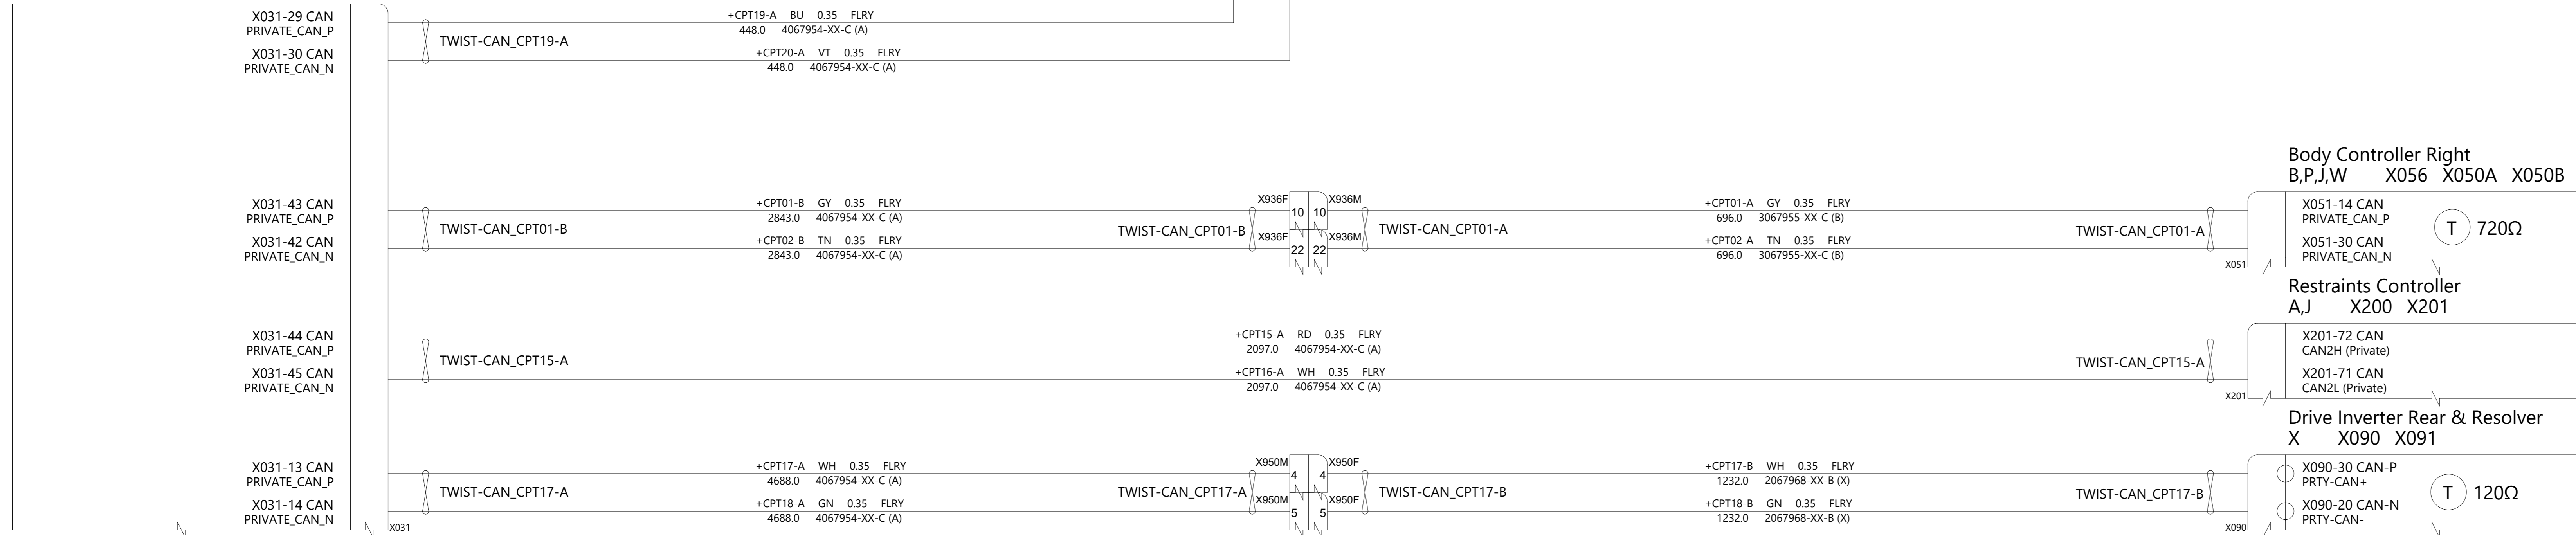 X031-29 CAN
PRIVATE_CAN_P
X031-30 CAN
PRIVATE_CAN_N
TWIST-CAN_CPT19-A
+CPT19-A BU 0.35 FLRY
448.0 4067954-XX-C (A)
+CPT20-A VT 0.35 FLRY
448.0 4067954-XX-C (A)
Body Controller Right
B,P,J,W X056 X050A X050B
X031-43 CAN
PRIVATE_CAN_P
X031-42 CAN
PRIVATE_CAN_N
TWIST-CAN_CPT01-B
+CPT01-B GY 0.35 FLRY
2843.0 4067954-XX-C (A)
+CPT02-B TN 0.35 FLRY
2843.0 4067954-XX-C (A)
TWIST-CAN_CPT01-B
X936F 10 10 X936M
X936F 22 22 X936M
TWIST-CAN_CPT01-A
+CPT01-A GY 0.35 FLRY
696.0 3067955-XX-C (B)
+CPT02-A TN 0.35 FLRY
696.0 3067955-XX-C (B)
TWIST-CAN_CPT01-A
X051-14 CAN
PRIVATE_CAN_P
X051-30 CAN
PRIVATE_CAN_N
T 720Ω
X051
Restraints Controller
A,J X200 X201
X031-44 CAN
PRIVATE_CAN_P
X031-45 CAN
PRIVATE_CAN_N
TWIST-CAN_CPT15-A
+CPT15-A RD 0.35 FLRY
2097.0 4067954-XX-C (A)
+CPT16-A WH 0.35 FLRY
2097.0 4067954-XX-C (A)
TWIST-CAN_CPT15-A
X201-72 CAN
CAN2H (Private)
X201-71 CAN
CAN2L (Private)
X201
Drive Inverter Rear & Resolver
X X090 X091
X031-13 CAN
PRIVATE_CAN_P
X031-14 CAN
PRIVATE_CAN_N
X031
TWIST-CAN_CPT17-A
+CPT17-A WH 0.35 FLRY
4688.0 4067954-XX-C (A)
+CPT18-A GN 0.35 FLRY
4688.0 4067954-XX-C (A)
TWIST-CAN_CPT17-A
X950M 4 4 X950F
X950M 5 5 X950F
TWIST-CAN_CPT17-B
+CPT17-B WH 0.35 FLRY
1232.0 2067968-XX-B (X)
+CPT18-B GN 0.35 FLRY
1232.0 2067968-XX-B (X)
TWIST-CAN_CPT17-B
X090-30 CAN-P
PRTY-CAN+
X090-20 CAN-N
PRTY-CAN-
T 120Ω
X090